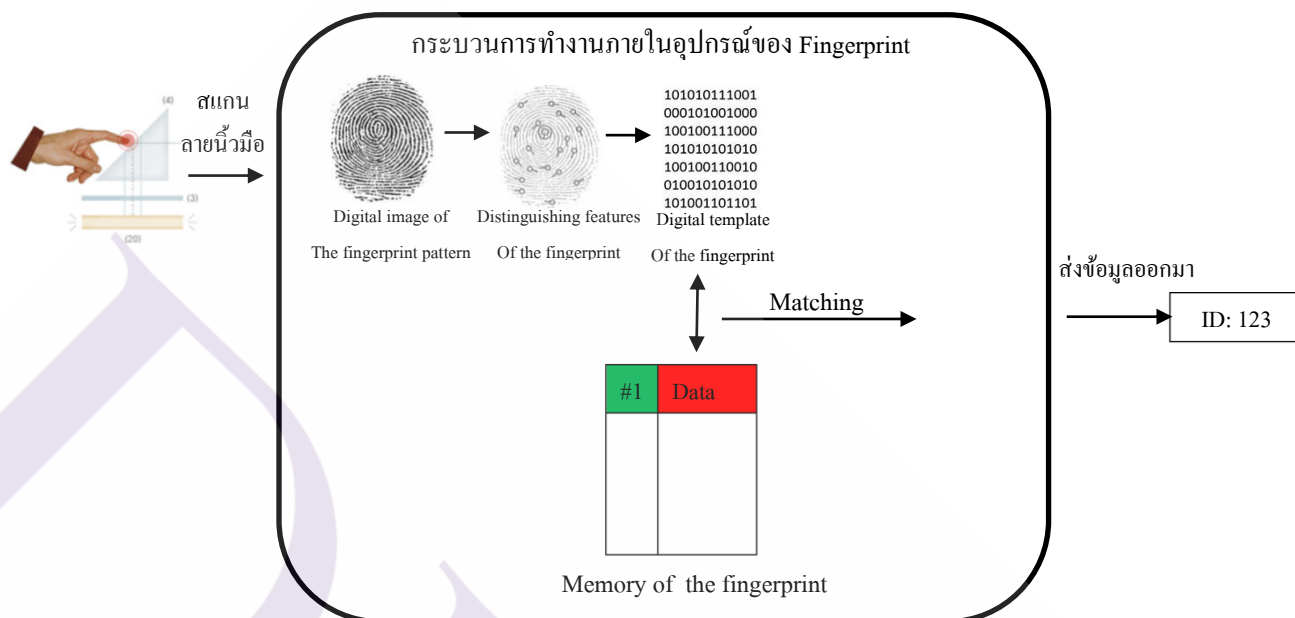 กระบวนการทำงานภายในอุปกรณ์ของ Fingerprint
สแกน
ลายนิ้วมือ
(4)
(3)
(20)
101010111001
000101001000
100100111000
101010101010
100100110010
010010101010
101001101101
Digital image of
The fingerprint pattern
Distinguishing features
Of the fingerprint
Digital template
Of the fingerprint
Matching
ส่งข้อมูลออกมา
ID: 123
#1 Data
Memory of the fingerprint